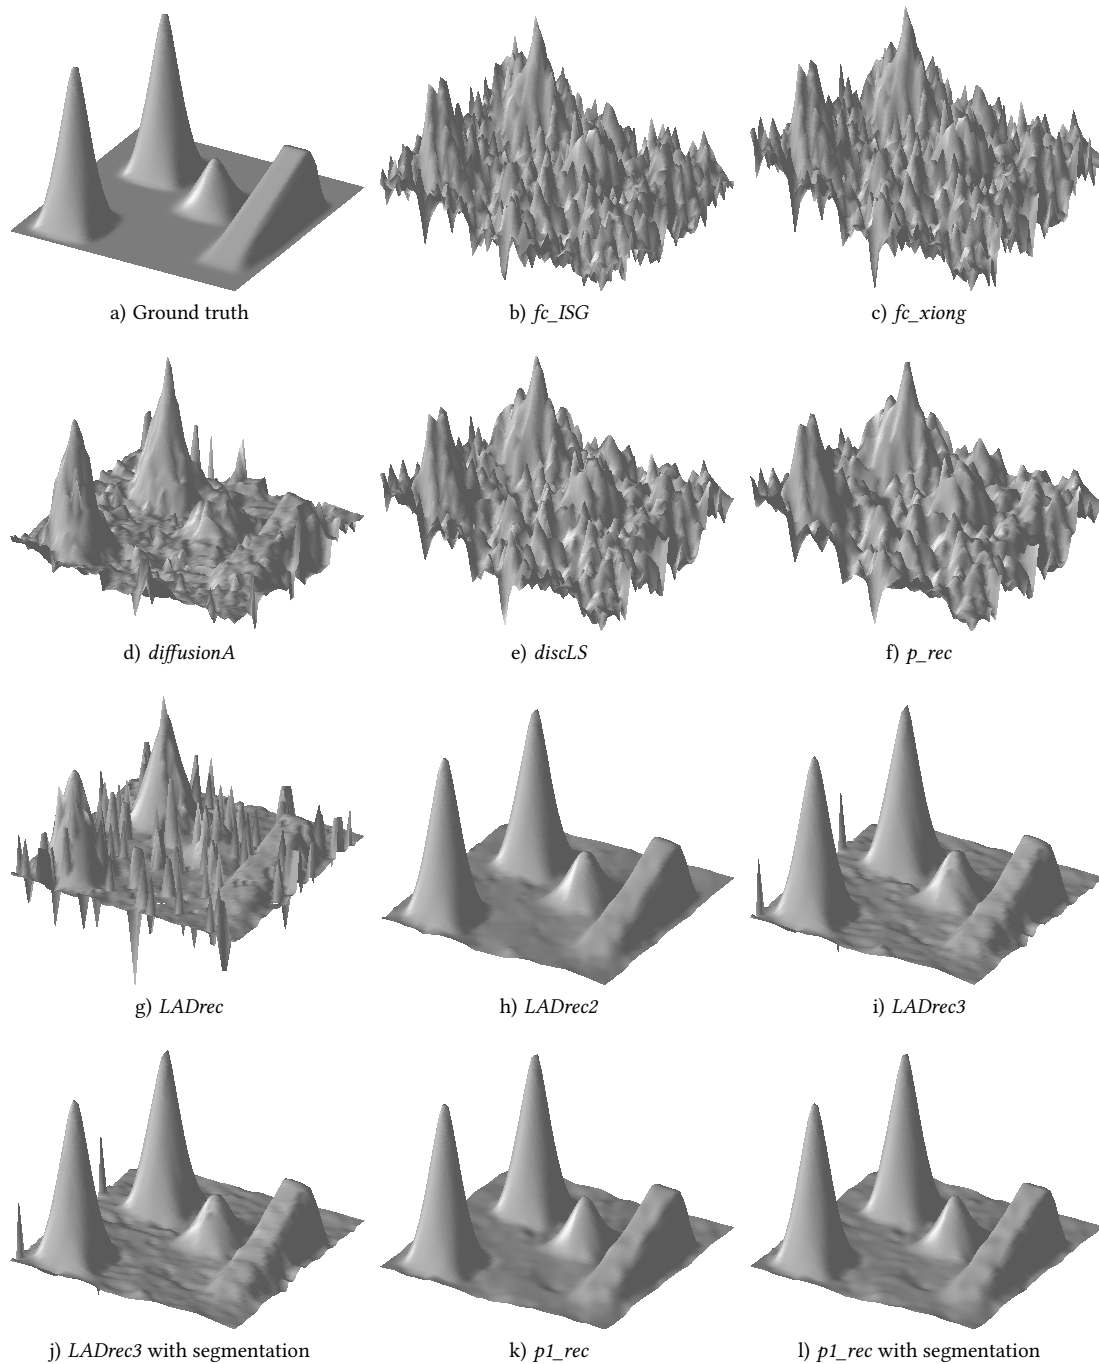 a) Ground truth
b) fc_ISG
c) fc_xiong
d) diffusionA
e) discLS
f) p_rec
g) LADrec
h) LADrec2
i) LADrec3
j) LADrec3 with segmentation
k) p1_rec
l) p1_rec with segmentation